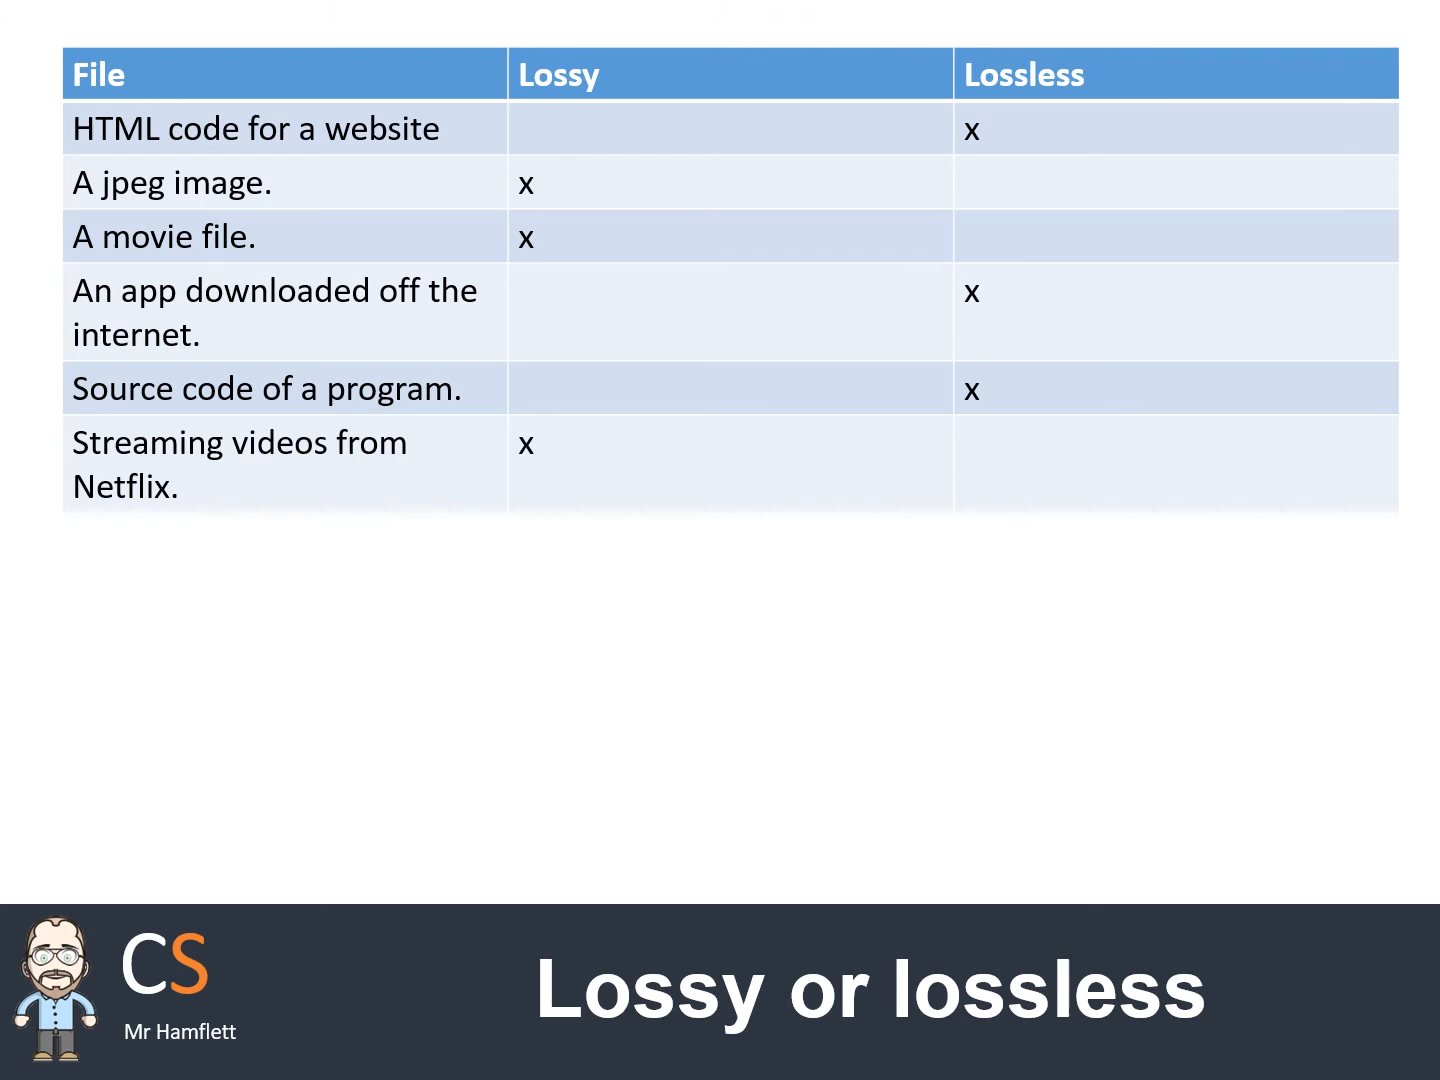 File Lossy Lossless
HTML code for a website x
A jpeg image. x
A movie file. x
An app downloaded off the x
internet.
Source code of a program. x
Streaming videos from x
Netflix.
CS
Mr Hamflett
Lossy or lossless